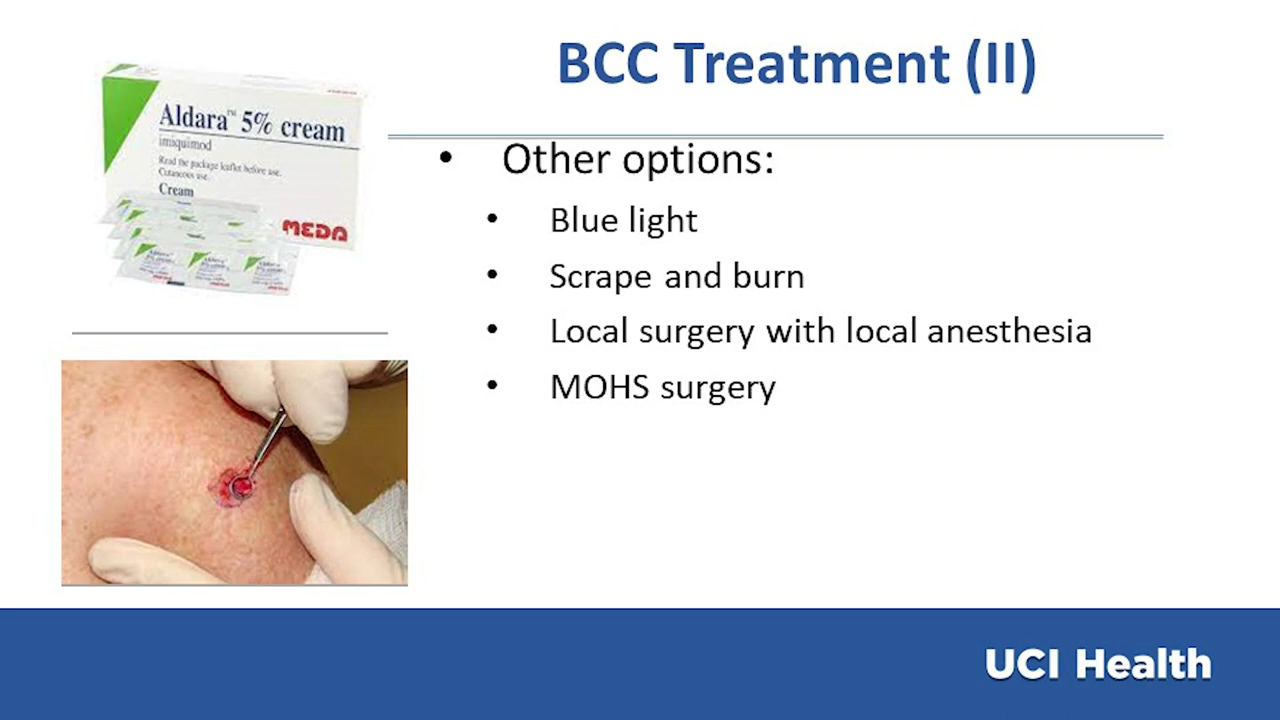 BCC Treatment (II)
Aldara™ 5% cream
imiquimod
Read the package leaflet before use.
Cutaneous use.
Cream
MEDA
• Other options:
• Blue light
• Scrape and burn
• Local surgery with local anesthesia
• MOHS surgery
UCI Health